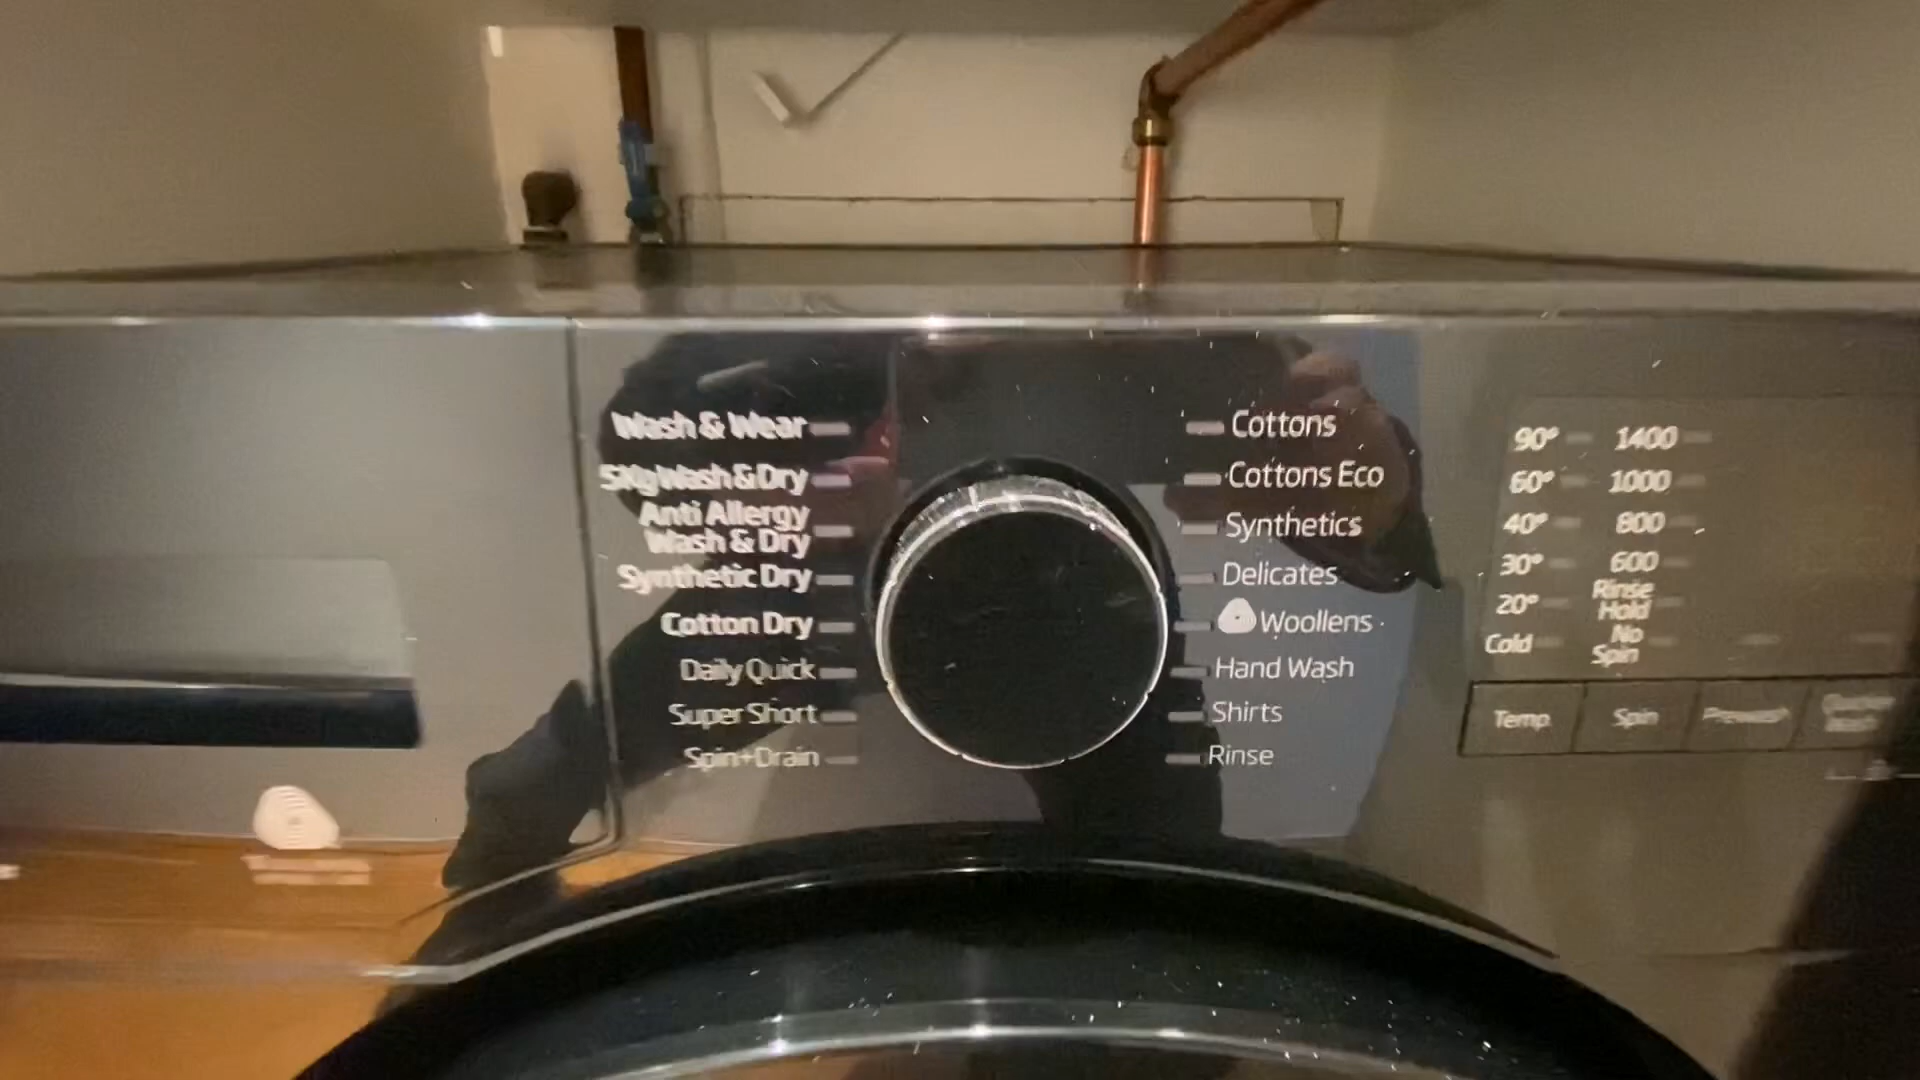 Wash & Wear
5KgWash&Dry
Anti Allergy
Wash & Dry
Synthetic Dry
Cotton Dry
Daily Quick
Super Short
Spin+Drain
Cottons
Cottons Eco
Synthetics
Delicates
Woollens
Hand Wash
Shirts
Rinse
90° 1400
60° 1000
40° 800
30° 600
20° Rinse
Hold
Cold No
Spin
Temp. Spin Prewash Quicker
Wash